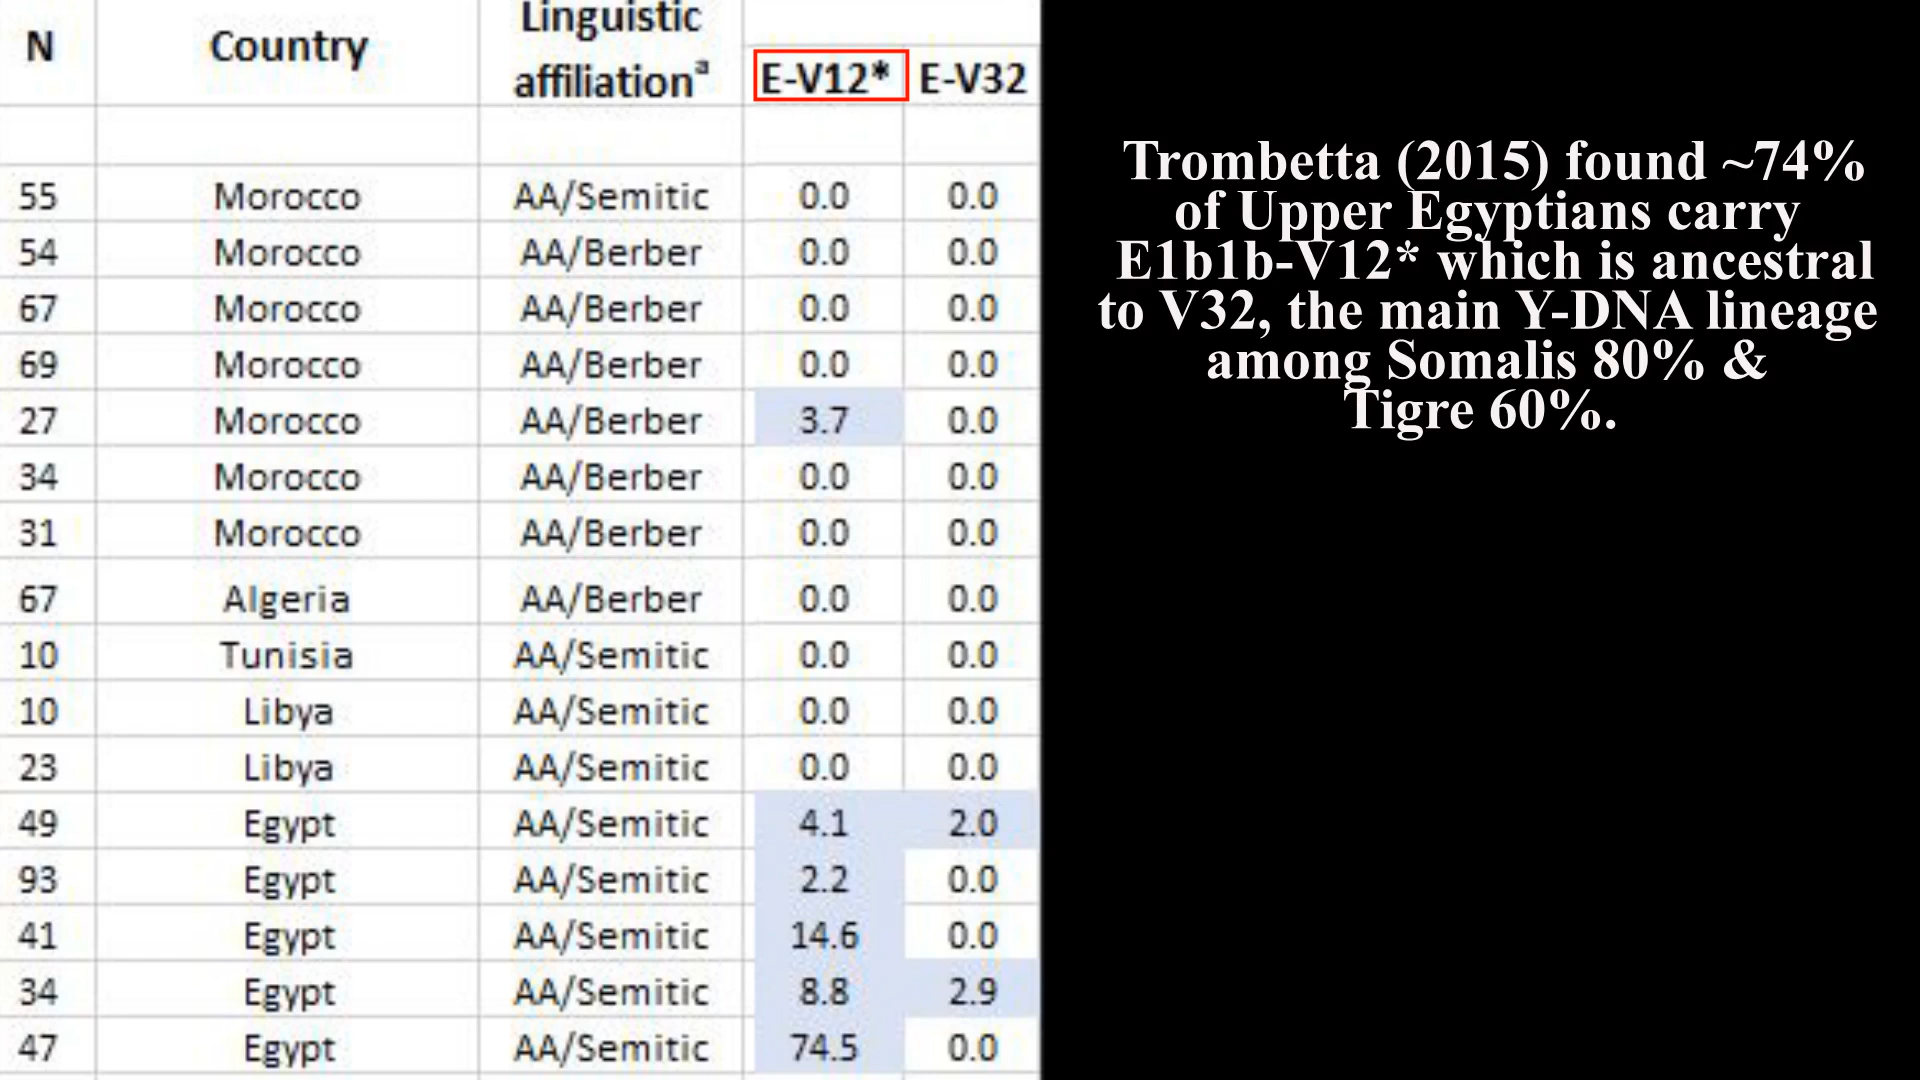 N Country Linguistic affiliationª E-V12* E-V32
55 Morocco AA/Semitic 0.0 0.0
54 Morocco AA/Berber 0.0 0.0
67 Morocco AA/Berber 0.0 0.0
69 Morocco AA/Berber 0.0 0.0
27 Morocco AA/Berber 3.7 0.0
34 Morocco AA/Berber 0.0 0.0
31 Morocco AA/Berber 0.0 0.0
67 Algeria AA/Berber 0.0 0.0
10 Tunisia AA/Semitic 0.0 0.0
10 Libya AA/Semitic 0.0 0.0
23 Libya AA/Semitic 0.0 0.0
49 Egypt AA/Semitic 4.1 2.0
93 Egypt AA/Semitic 2.2 0.0
41 Egypt AA/Semitic 14.6 0.0
34 Egypt AA/Semitic 8.8 2.9
47 Egypt AA/Semitic 74.5 0.0
Trombetta (2015) found ~74%
of Upper Egyptians carry
E1b1b-V12* which is ancestral
to V32, the main Y-DNA lineage
among Somalis 80% &
Tigre 60%.